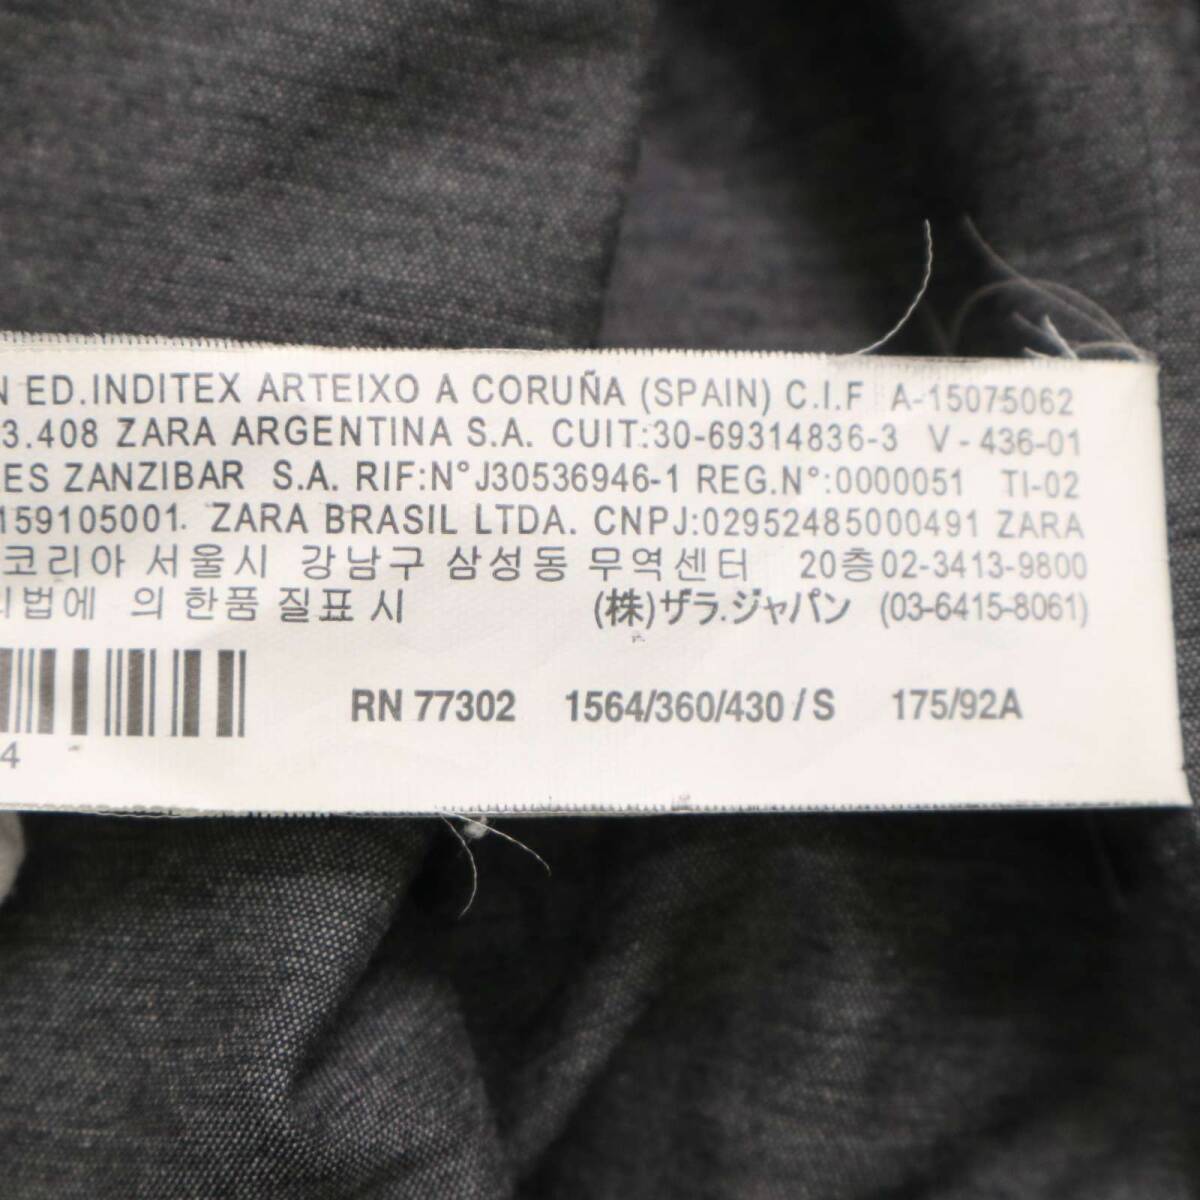 N ED.INDITEX ARTEIXO A CORUÑA (SPAIN) C.I.F A-15075062
3.408 ZARA ARGENTINA S.A. CUIT:30-69314836-3 V - 436-01
ES ZANZIBAR S.A. RIF:N°J30536946-1 REG.N°:0000051 TI-02
159105001. ZARA BRASIL LTDA. CNPJ:02952485000491 ZARA
코리아 서울시 강남구 삼성동 무역센터 20층02-3413-9800
법에 의 한품 질표 시 (株)ザラ.ジャパン (03-6415-8061)
RN 77302 1564/360/430 / S 175/92A
4